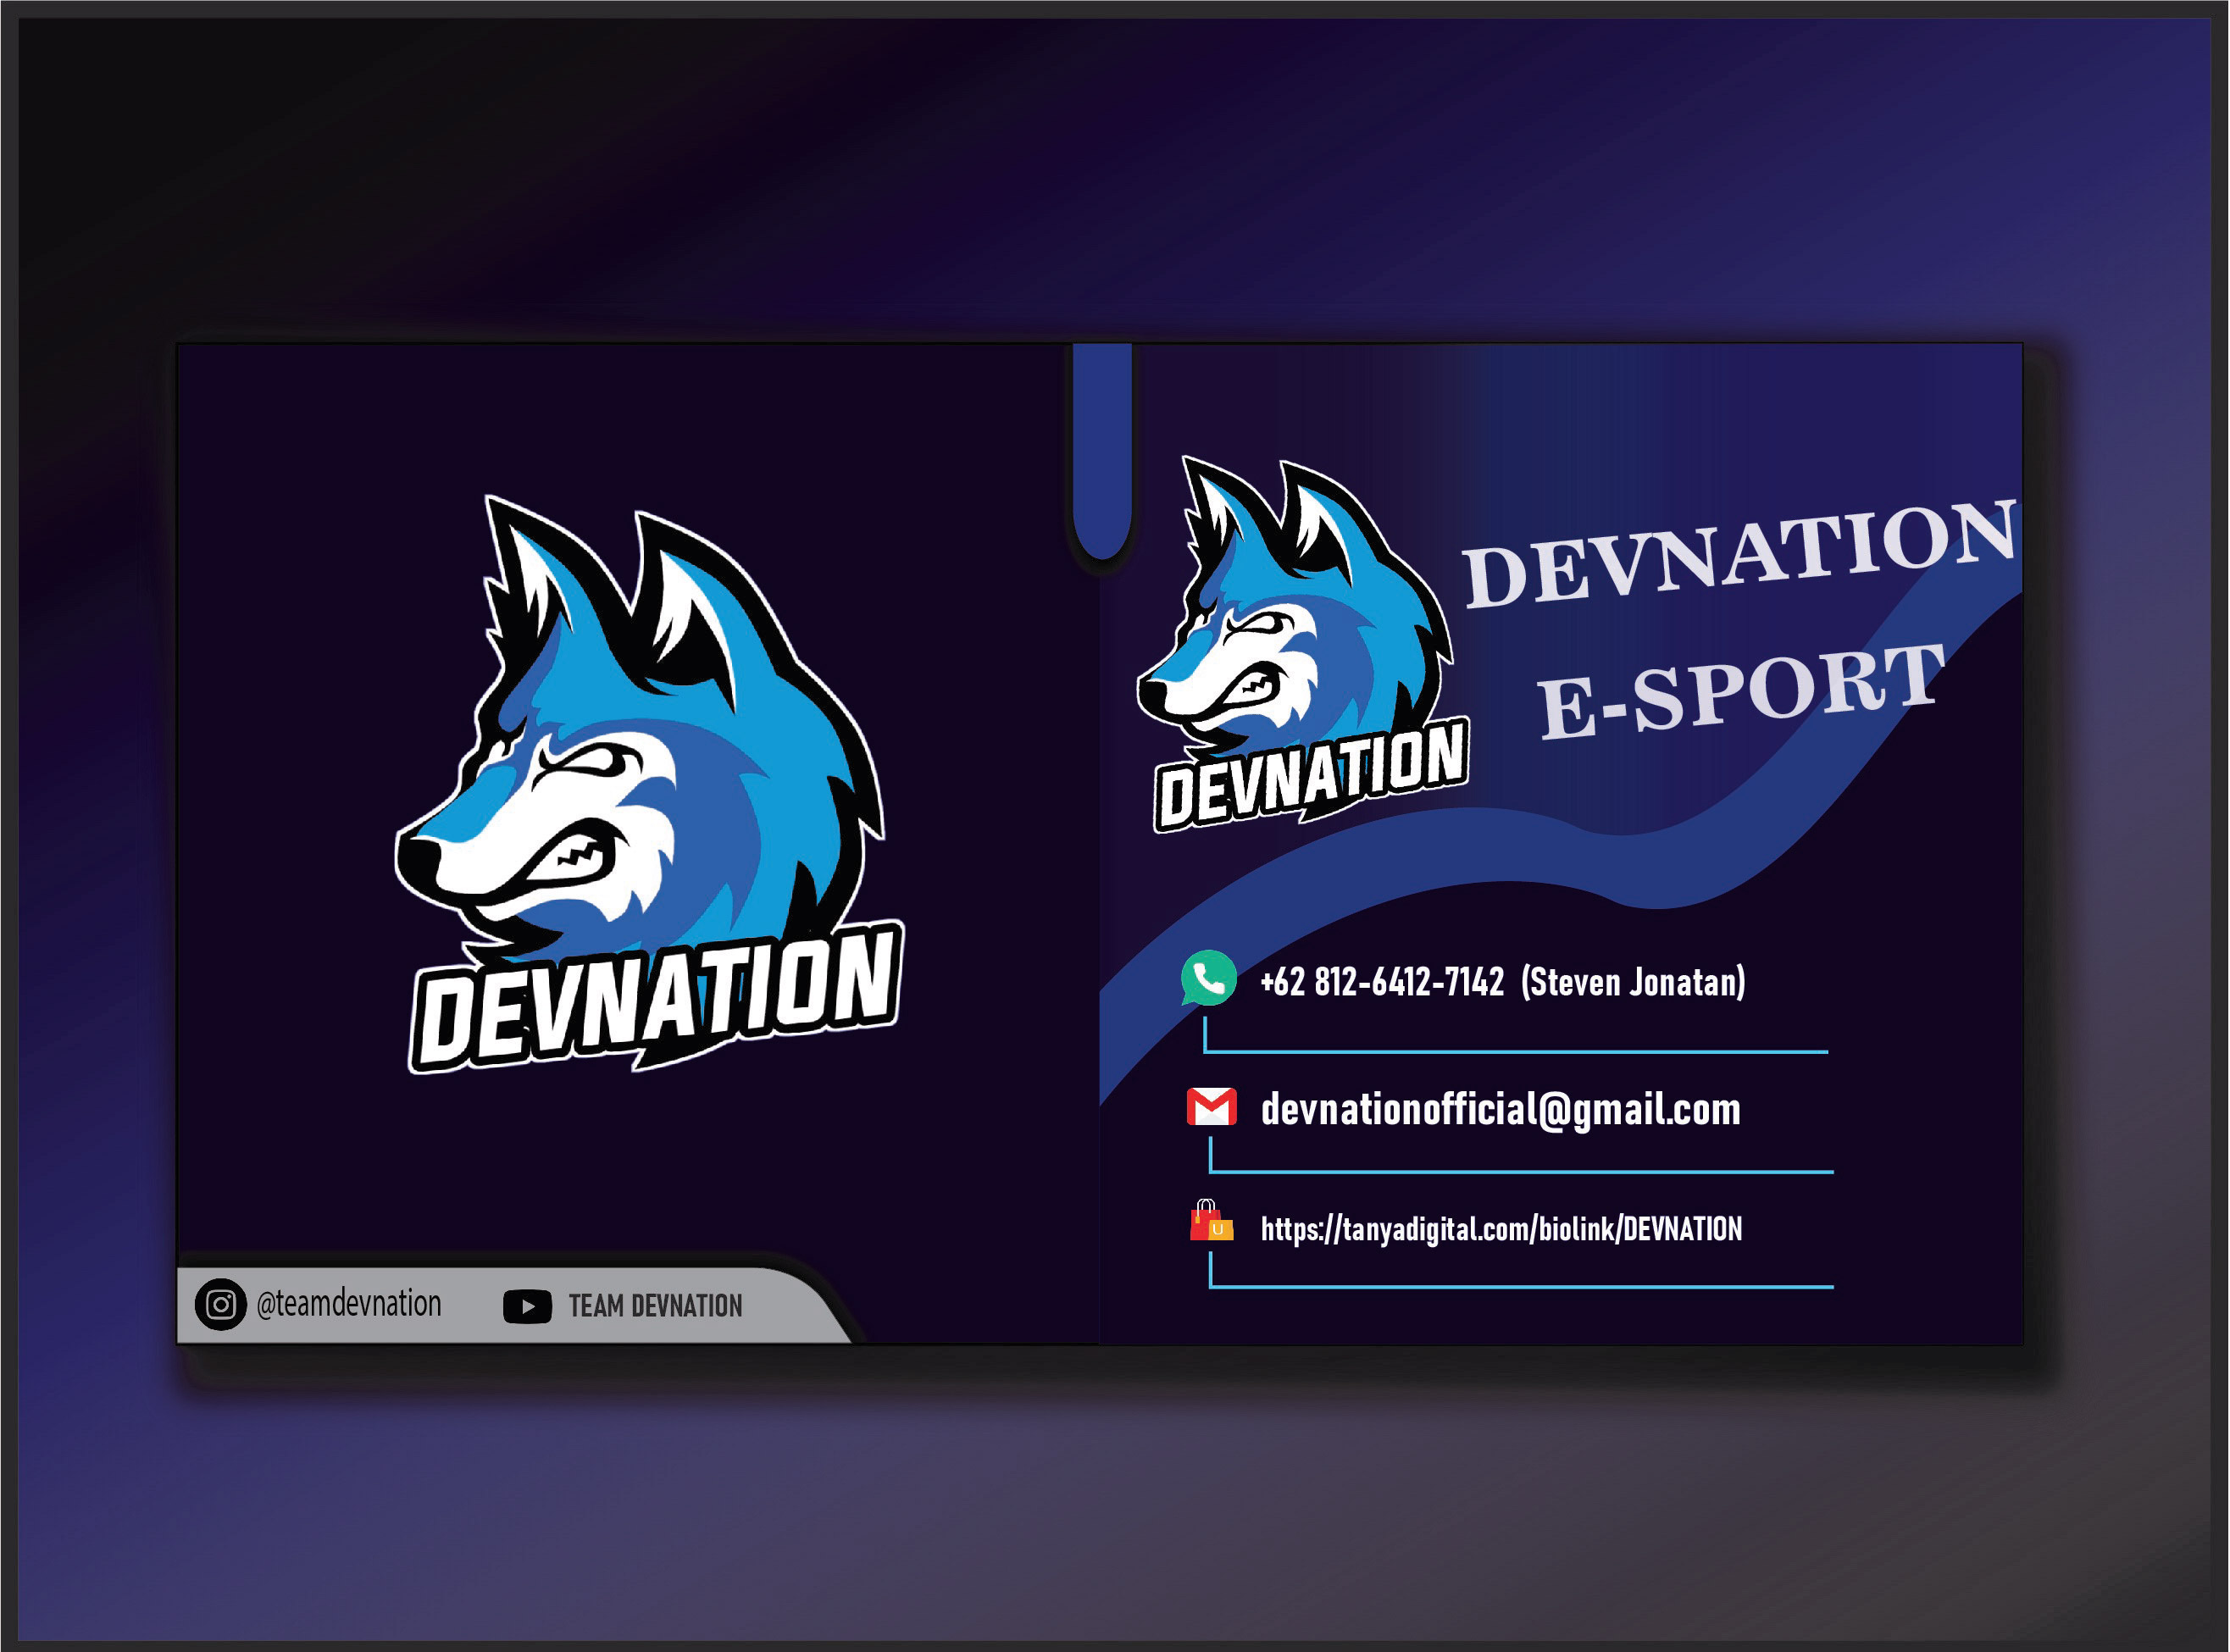 DEVNATION
@teamdevnation
TEAM DEVNATION
DEVNATION
DEVNATION
E-SPORT
+62 812-6412-7142 (Steven Jonatan)
devnationofficial@gmail.com
U
https://tanyadigital.com/biolink/DEVNATION